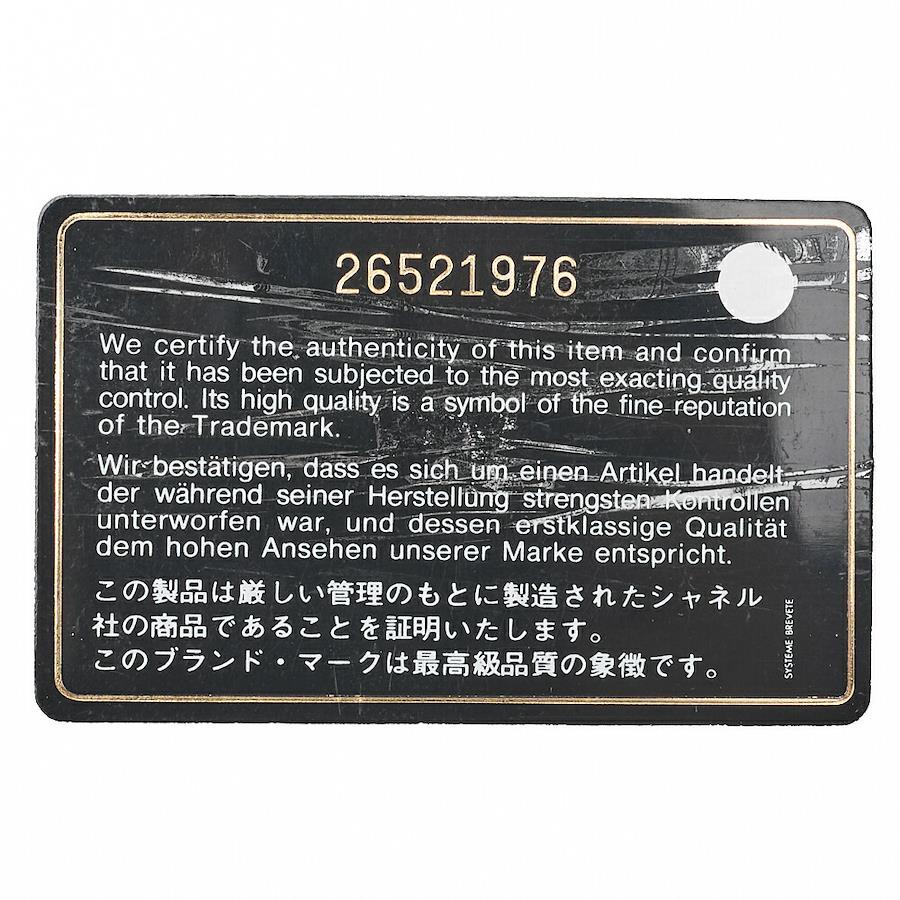 26521976
We certify the authenticity of this item and confirm
that it has been subjected to the most exacting quality
control. Its high quality is a symbol of the fine reputation
of the Trademark.
Wir bestätigen, dass es sich um einen Artikel handelt
der während seiner Herstellung strengsten Kontrollen
unterworfen war, und dessen erstklassige Qualität
dem hohen Ansehen unserer Marke entspricht.
この製品は厳しい管理のもとに製造されたシャネル
社の商品であることを証明いたします。
このブランド・マークは最高級品質の象徴です。
SYSTEME BREVETE